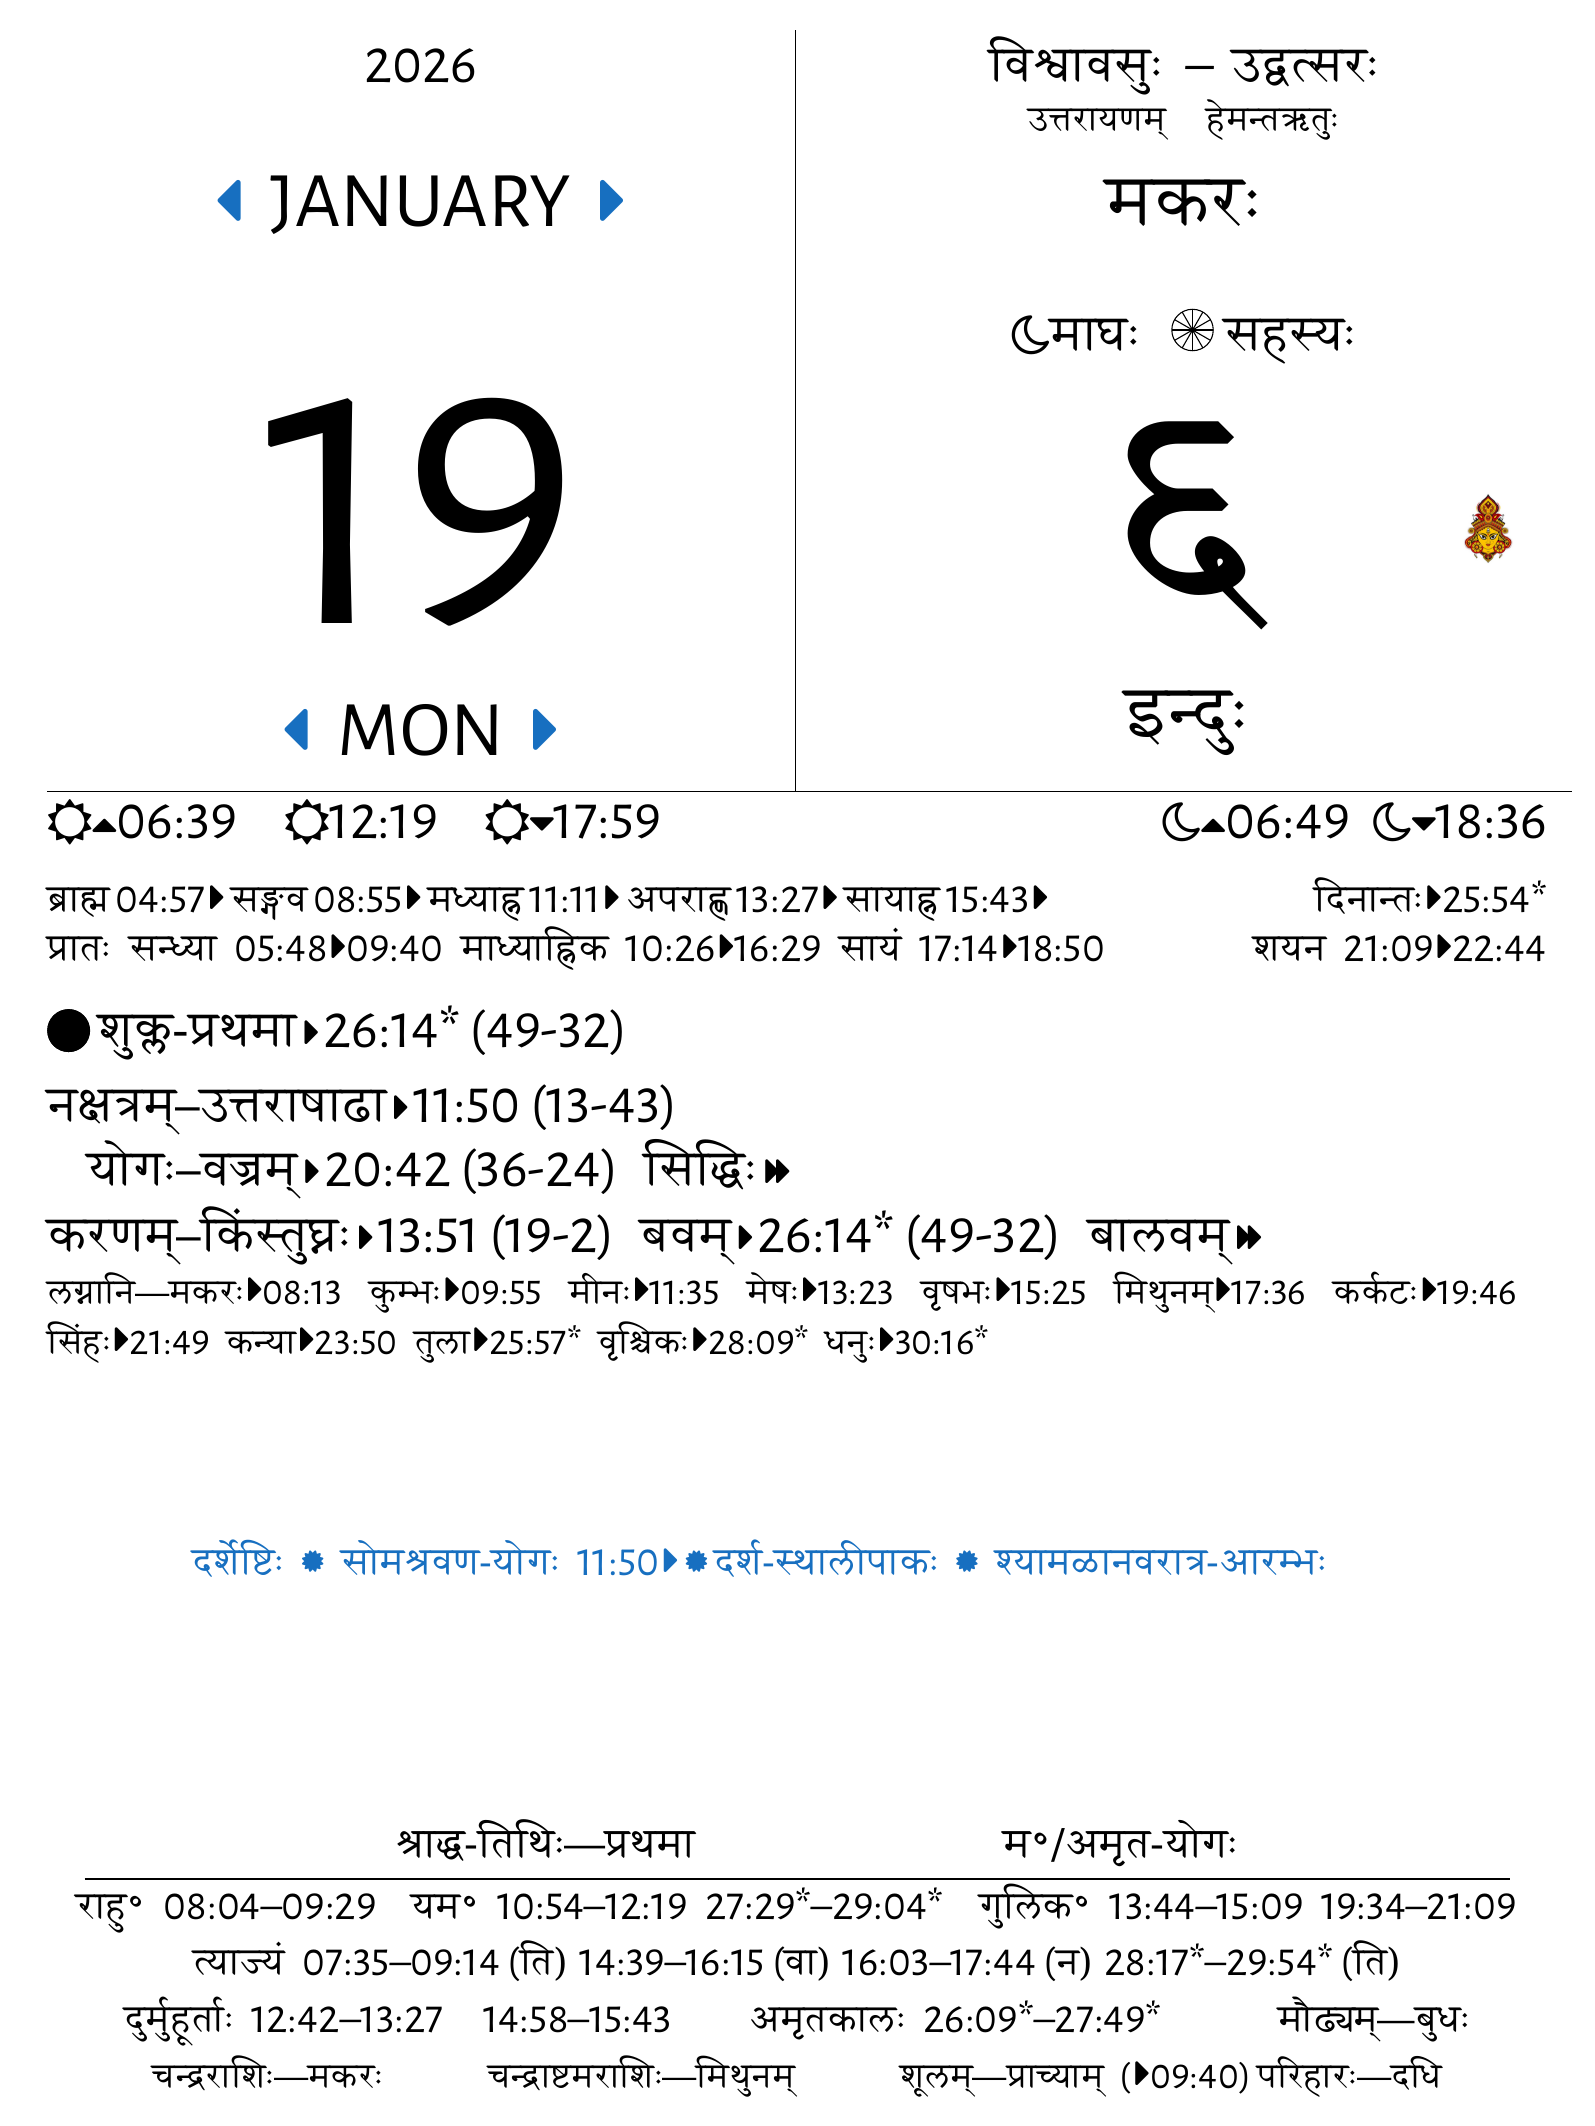 2026
विश्वावसुः – उद्वत्सरः
उत्तरायणम् हेमन्तऋतुः
JANUARY
मकरः
माघः सहस्यः
19
६
MON
इन्दुः
06:39 12:19 17:59 06:49 18:36
ब्राह्म 04:57 सङ्गव 08:55 मध्याह्न 11:11 अपराह्ण 13:27 सायाह्न 15:43 दिनान्तः 25:54*
प्रातः सन्ध्या 05:48 09:40 माध्याह्निक 10:26 16:29 सायं 17:14 18:50 शयन 21:09 22:44
शुक्ल-प्रथमा 26:14* (49-32)
नक्षत्रम्–उत्तराषाढा 11:50 (13-43)
योगः–वज्रम् 20:42 (36-24) सिद्धिः
करणम्–किंस्तुघ्नः 13:51 (19-2) बवम् 26:14* (49-32) बालवम्
लग्नानि—मकरः 08:13 कुम्भः 09:55 मीनः 11:35 मेषः 13:23 वृषभः 15:25 मिथुनम् 17:36 कर्कटः 19:46
सिंहः 21:49 कन्या 23:50 तुला 25:57* वृश्चिकः 28:09* धनुः 30:16*
दर्शेष्टिः ✹ सोमश्रवण-योगः 11:50 ✹ दर्श-स्थालीपाकः ✹ श्यामळानवरात्र-आरम्भः
श्राद्ध-तिथिः—प्रथमा म॰/अमृत-योगः
राहु॰ 08:04–09:29 यम॰ 10:54–12:19 27:29*–29:04* गुलिक॰ 13:44–15:09 19:34–21:09
त्याज्यं 07:35–09:14 (ति) 14:39–16:15 (वा) 16:03–17:44 (न) 28:17*–29:54* (ति)
दुर्मुहूर्ताः 12:42–13:27 14:58–15:43 अमृतकालः 26:09*–27:49* मौढ्यम्—बुधः
चन्द्रराशिः—मकरः चन्द्राष्टमराशिः—मिथुनम् शूलम्—प्राच्याम् (09:40) परिहारः—दधि